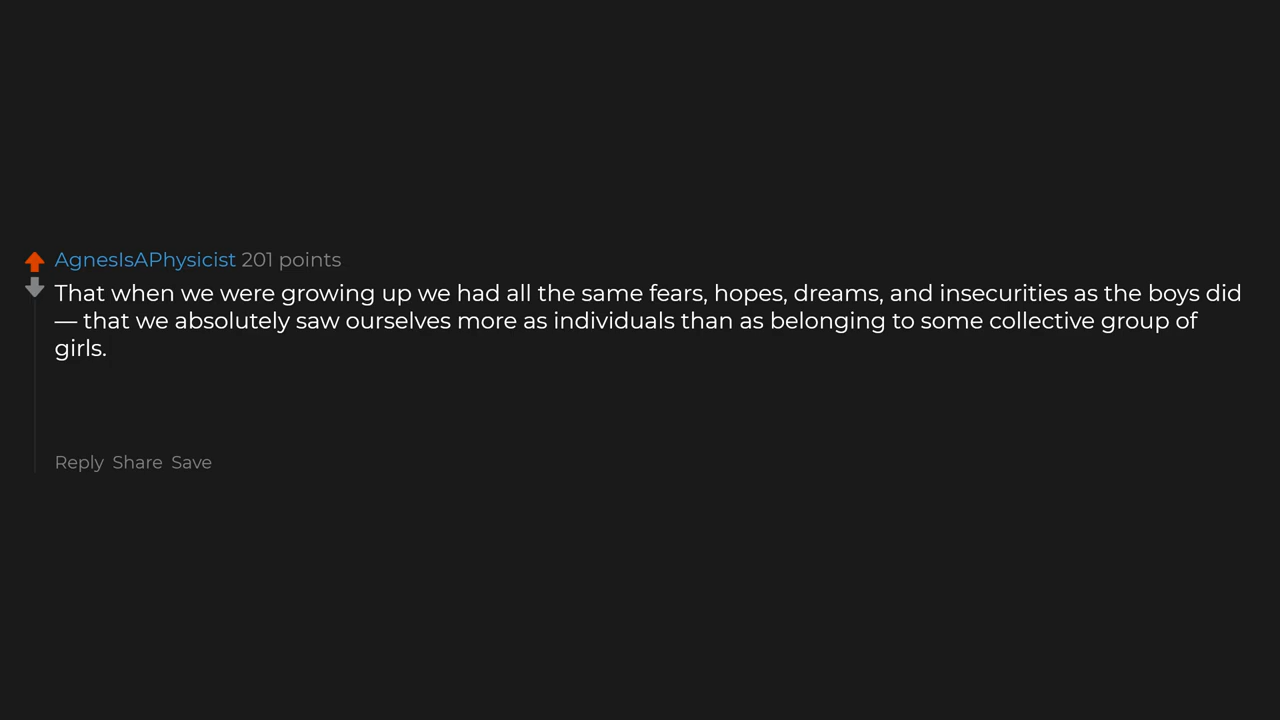 AgnesIsAPhysicist 201 points
That when we were growing up we had all the same fears, hopes, dreams, and insecurities as the boys did
— that we absolutely saw ourselves more as individuals than as belonging to some collective group of
girls.
Reply Share Save